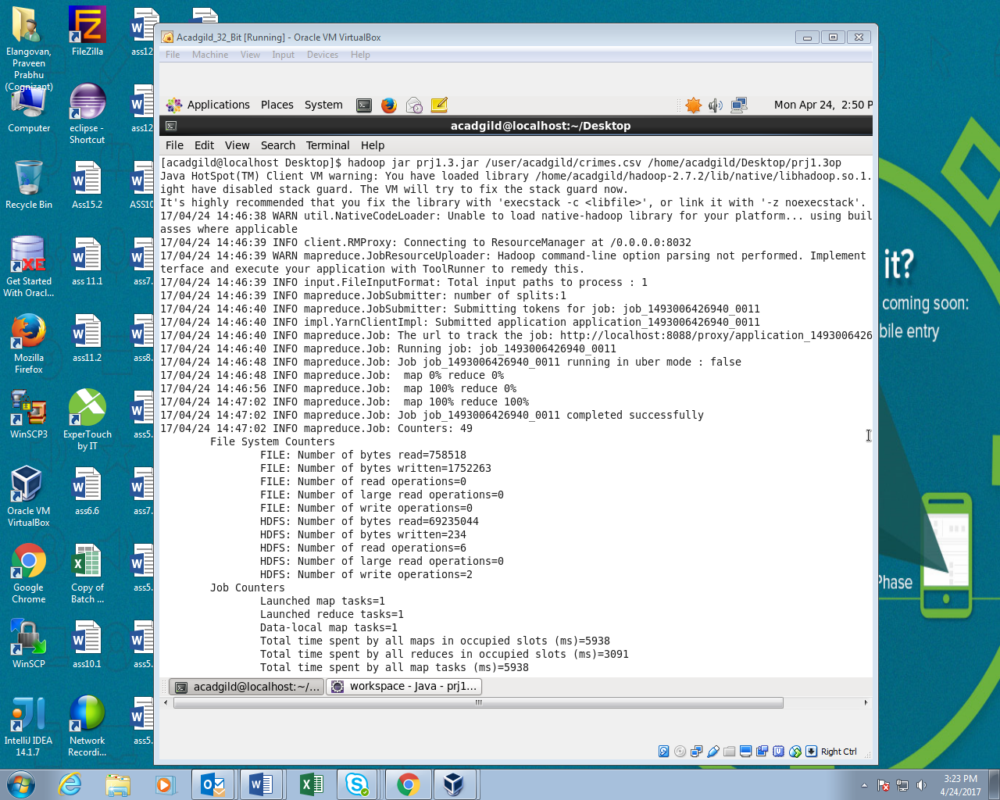 Elangovan,
Praveen
Prabhu
(Cognizant)
FileZilla
ass12
Computer
eclipse -
Shortcut
ass12
Recycle Bin
Ass15.2
ASS10
Get Started
With Oracl...
ass 11.1
ass7.
Mozilla
Firefox
ass11.2
ass8.
WinSCP3
ExperTouch
by IT
ass5.
Oracle VM
VirtualBox
ass6.6
ass7.
Google
Chrome
Copy of
Batch ...
ass5.
WinSCP
ass10.1
ass5.
IntelliJ IDEA
14.1.7
Network
Recordi...
ass5.
Acadgild_32_Bit [Running] - Oracle VM VirtualBox
File Machine View Input Devices Help
Applications Places System
Mon Apr 24, 2:50 P
acadgild@localhost:~/Desktop
File Edit View Search Terminal Help
[acadgild@localhost Desktop]$ hadoop jar prj1.3.jar /user/acadgild/crimes.csv /home/acadgild/Desktop/prj1.3op
Java HotSpot(TM) Client VM warning: You have loaded library /home/acadgild/hadoop-2.7.2/lib/native/libhadoop.so.1.
ight have disabled stack guard. The VM will try to fix the stack guard now.
It's highly recommended that you fix the library with 'execstack -c <libfile>', or link it with '-z noexecstack'.
17/04/24 14:46:38 WARN util.NativeCodeLoader: Unable to load native-hadoop library for your platform... using buil
asses where applicable
17/04/24 14:46:39 INFO client.RMProxy: Connecting to ResourceManager at /0.0.0.0:8032
17/04/24 14:46:39 WARN mapreduce.JobResourceUploader: Hadoop command-line option parsing not performed. Implement
terface and execute your application with ToolRunner to remedy this.
17/04/24 14:46:39 INFO input.FileInputFormat: Total input paths to process : 1
17/04/24 14:46:39 INFO mapreduce.JobSubmitter: number of splits:1
17/04/24 14:46:40 INFO mapreduce.JobSubmitter: Submitting tokens for job: job_1493006426940_0011
17/04/24 14:46:40 INFO impl.YarnClientImpl: Submitted application application_1493006426940_0011
17/04/24 14:46:40 INFO mapreduce.Job: The url to track the job: http://localhost:8088/proxy/application_1493006426
17/04/24 14:46:40 INFO mapreduce.Job: Running job: job_1493006426940_0011
17/04/24 14:46:48 INFO mapreduce.Job: Job job_1493006426940_0011 running in uber mode : false
17/04/24 14:46:48 INFO mapreduce.Job:  map 0% reduce 0%
17/04/24 14:46:56 INFO mapreduce.Job:  map 100% reduce 0%
17/04/24 14:47:02 INFO mapreduce.Job:  map 100% reduce 100%
17/04/24 14:47:02 INFO mapreduce.Job: Job job_1493006426940_0011 completed successfully
17/04/24 14:47:02 INFO mapreduce.Job: Counters: 49
File System Counters
FILE: Number of bytes read=758518
FILE: Number of bytes written=1752263
FILE: Number of read operations=0
FILE: Number of large read operations=0
FILE: Number of write operations=0
HDFS: Number of bytes read=69235044
HDFS: Number of bytes written=234
HDFS: Number of read operations=6
HDFS: Number of large read operations=0
HDFS: Number of write operations=2
Job Counters
Launched map tasks=1
Launched reduce tasks=1
Data-local map tasks=1
Total time spent by all maps in occupied slots (ms)=5938
Total time spent by all reduces in occupied slots (ms)=3091
Total time spent by all map tasks (ms)=5938
acadgild@localhost:~/...
workspace - Java - prj1...
Right Ctrl
it?
coming soon:
bile entry
Phase
3:23 PM
4/24/2017